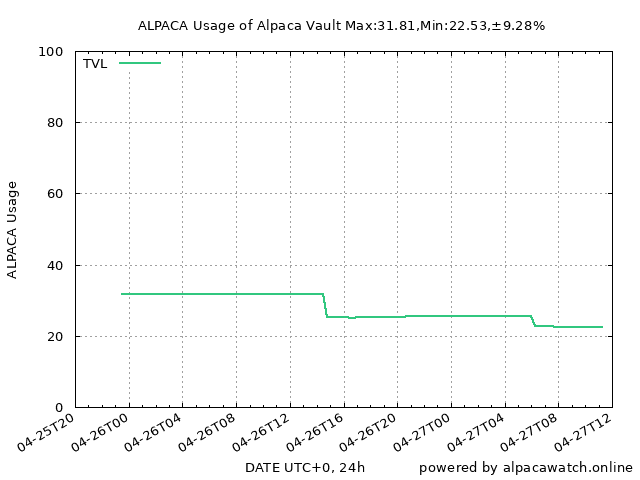 ALPACA Usage of Alpaca Vault Max:31.81,Min:22.53,±9.28%
TVL
ALPACA Usage
100
80
60
40
20
0
04-25T20
04-26T00
04-26T04
04-26T08
04-26T12
04-26T16
04-26T20
04-27T00
04-27T04
04-27T08
04-27T12
DATE UTC+0, 24h
powered by alpacawatch.online